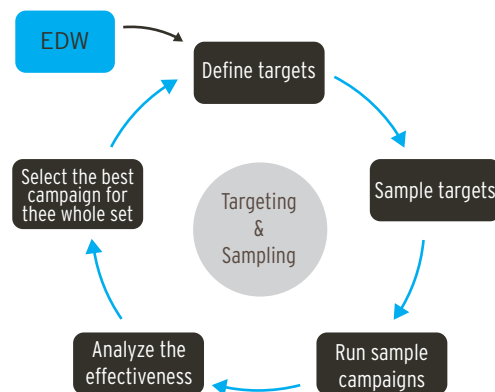 EDW
Define targets
Sample targets
Run sample
campaigns
Analyze the
effectiveness
Select the best
campaign for
thee whole set
Targeting
&
Sampling